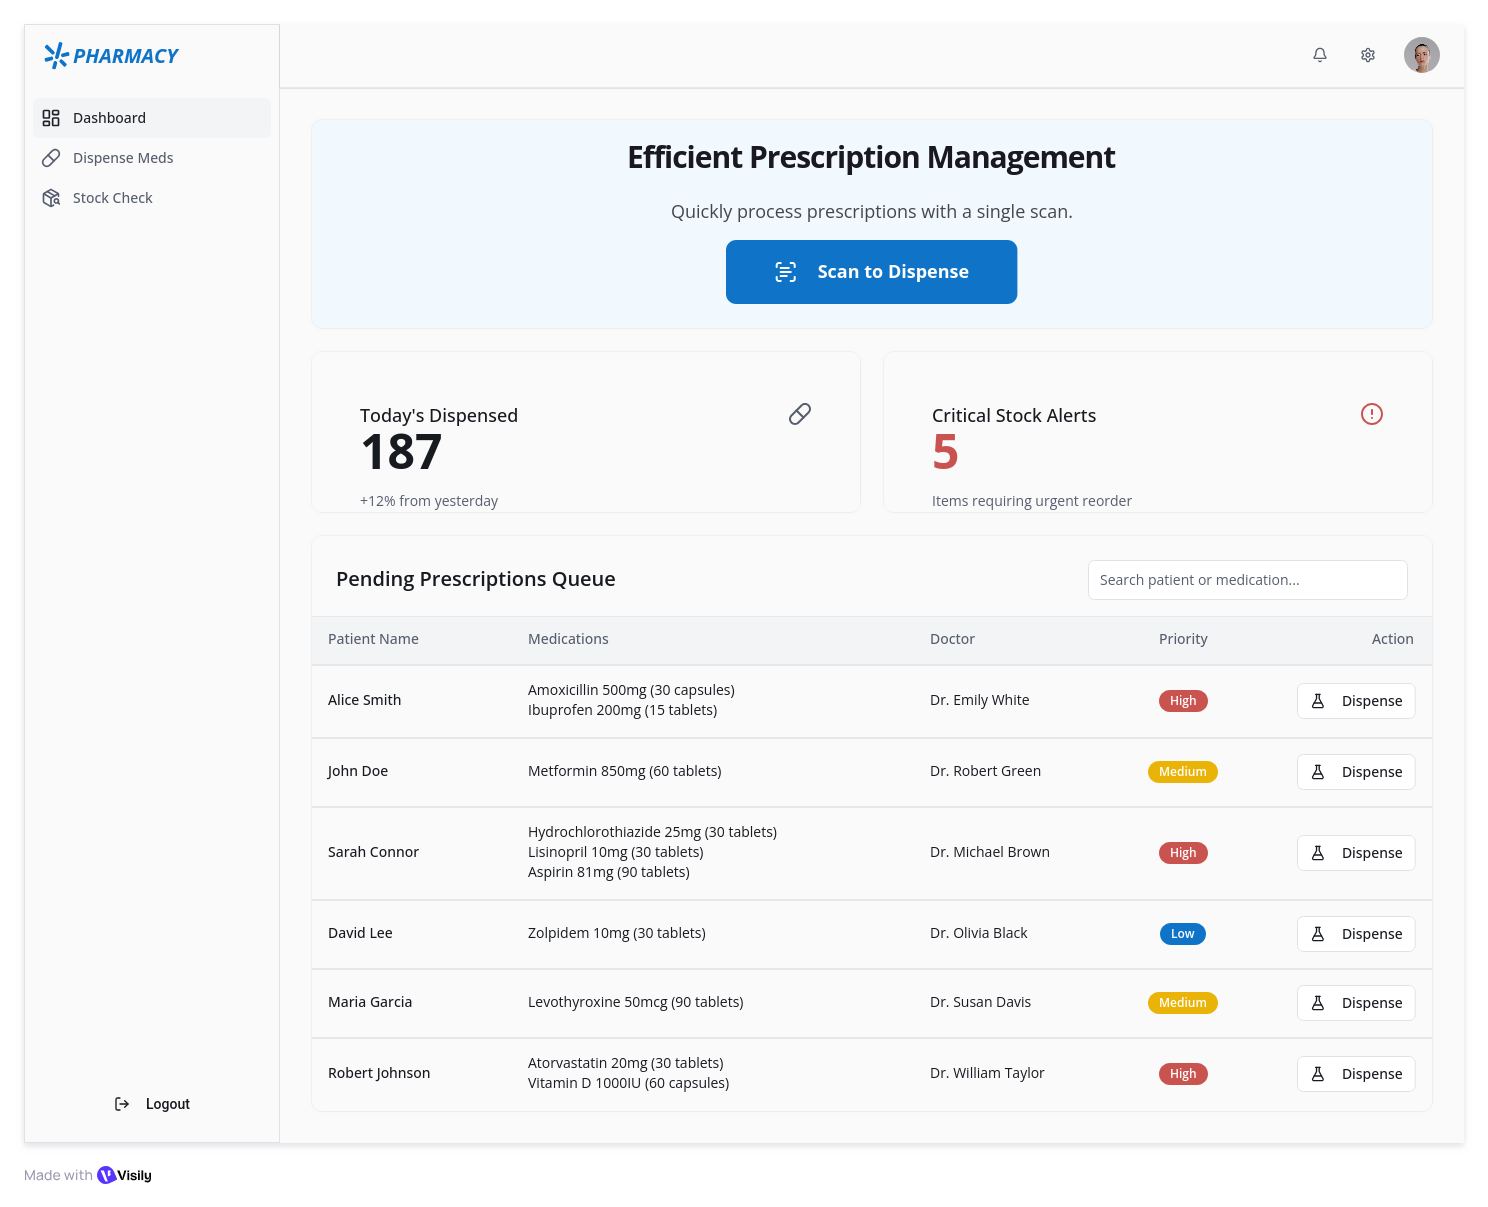 PHARMACY
Dashboard
Dispense Meds
Stock Check
Logout
Efficient Prescription Management
Quickly process prescriptions with a single scan.
Scan to Dispense
Today's Dispensed
187
+12% from yesterday
Critical Stock Alerts
5
Items requiring urgent reorder
Pending Prescriptions Queue
Search patient or medication...
Patient Name Medications Doctor Priority Action
Alice Smith Amoxicillin 500mg (30 capsules) Dr. Emily White High Dispense
Ibuprofen 200mg (15 tablets)
John Doe Metformin 850mg (60 tablets) Dr. Robert Green Medium Dispense
Sarah Connor Hydrochlorothiazide 25mg (30 tablets) Dr. Michael Brown High Dispense
Lisinopril 10mg (30 tablets)
Aspirin 81mg (90 tablets)
David Lee Zolpidem 10mg (30 tablets) Dr. Olivia Black Low Dispense
Maria Garcia Levothyroxine 50mcg (90 tablets) Dr. Susan Davis Medium Dispense
Robert Johnson Atorvastatin 20mg (30 tablets) Dr. William Taylor High Dispense
Vitamin D 1000IU (60 capsules)
Made with Visily